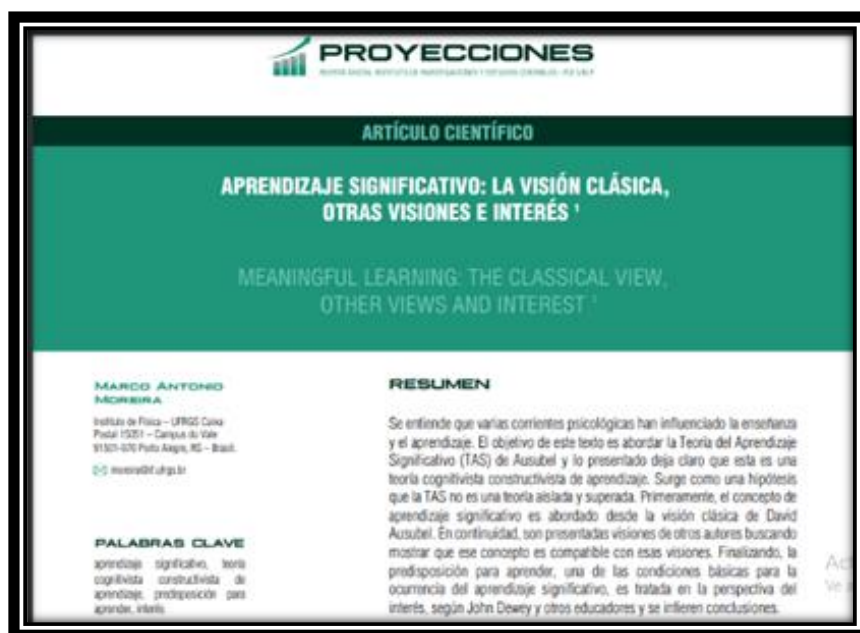 PROYECCIONES
ARTÍCULO CIENTÍFICO
APRENDIZAJE SIGNIFICATIVO: LA VISIÓN CLÁSICA,
OTRAS VISIONES E INTERÉS ¹
MEANINGFUL LEARNING: THE CLASSICAL VIEW,
OTHER VIEWS AND INTEREST ¹
MARCO ANTONIO
MOREIRA
Instituto de Física – UFRGS Caixa
Postal 15051 – Campus do Vale
91501-970 Porto Alegre, RS – Brasil.
moreira@if.ufrgs.br
PALABRAS CLAVE
aprendizaje significativo, teoría
cognitivista constructivista de
aprendizaje, predisposición para
aprender, interés
RESUMEN
Se entiende que varias corrientes psicológicas han influenciado la enseñanza
y el aprendizaje. El objetivo de este texto es abordar la Teoría del Aprendizaje
Significativo (TAS) de Ausubel y lo presentado deja claro que esta es una
teoría cognitivista constructivista de aprendizaje. Surge como una hipótesis
que la TAS no es una teoría aislada y superada. Primeramente, el concepto de
aprendizaje significativo es abordado desde la visión clásica de David
Ausubel. En continuidad, son presentadas visiones de otros autores buscando
mostrar que ese concepto es compatible con esas visiones. Finalizando, la
predisposición para aprender, una de las condiciones básicas para la
ocurrencia del aprendizaje significativo, es tratada en la perspectiva del
interés, según John Dewey y otros educadores y se infieren conclusiones.